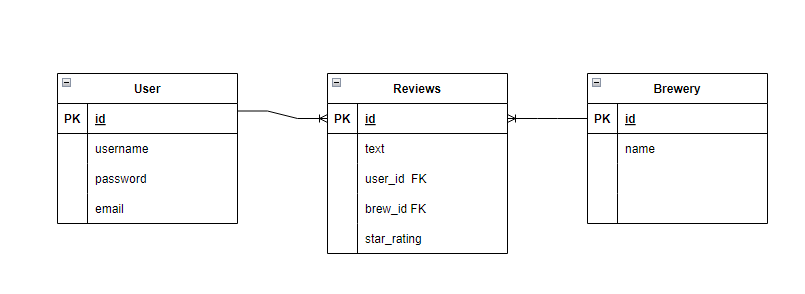 User
PK id
username
password
email
Reviews
PK id
text
user_id FK
brew_id FK
star_rating
Brewery
PK id
name